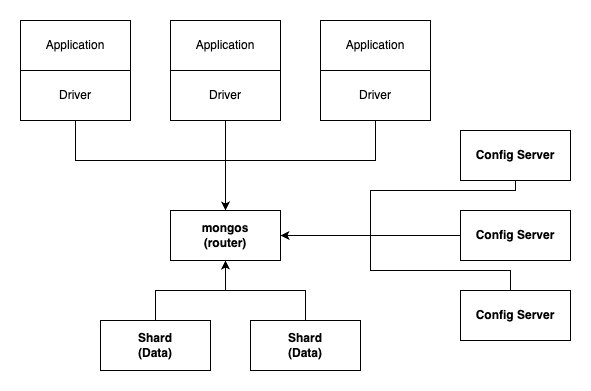 Application
Application
Application
Driver
Driver
Driver
Config Server
mongos
(router)
Config Server
Config Server
Shard
(Data)
Shard
(Data)